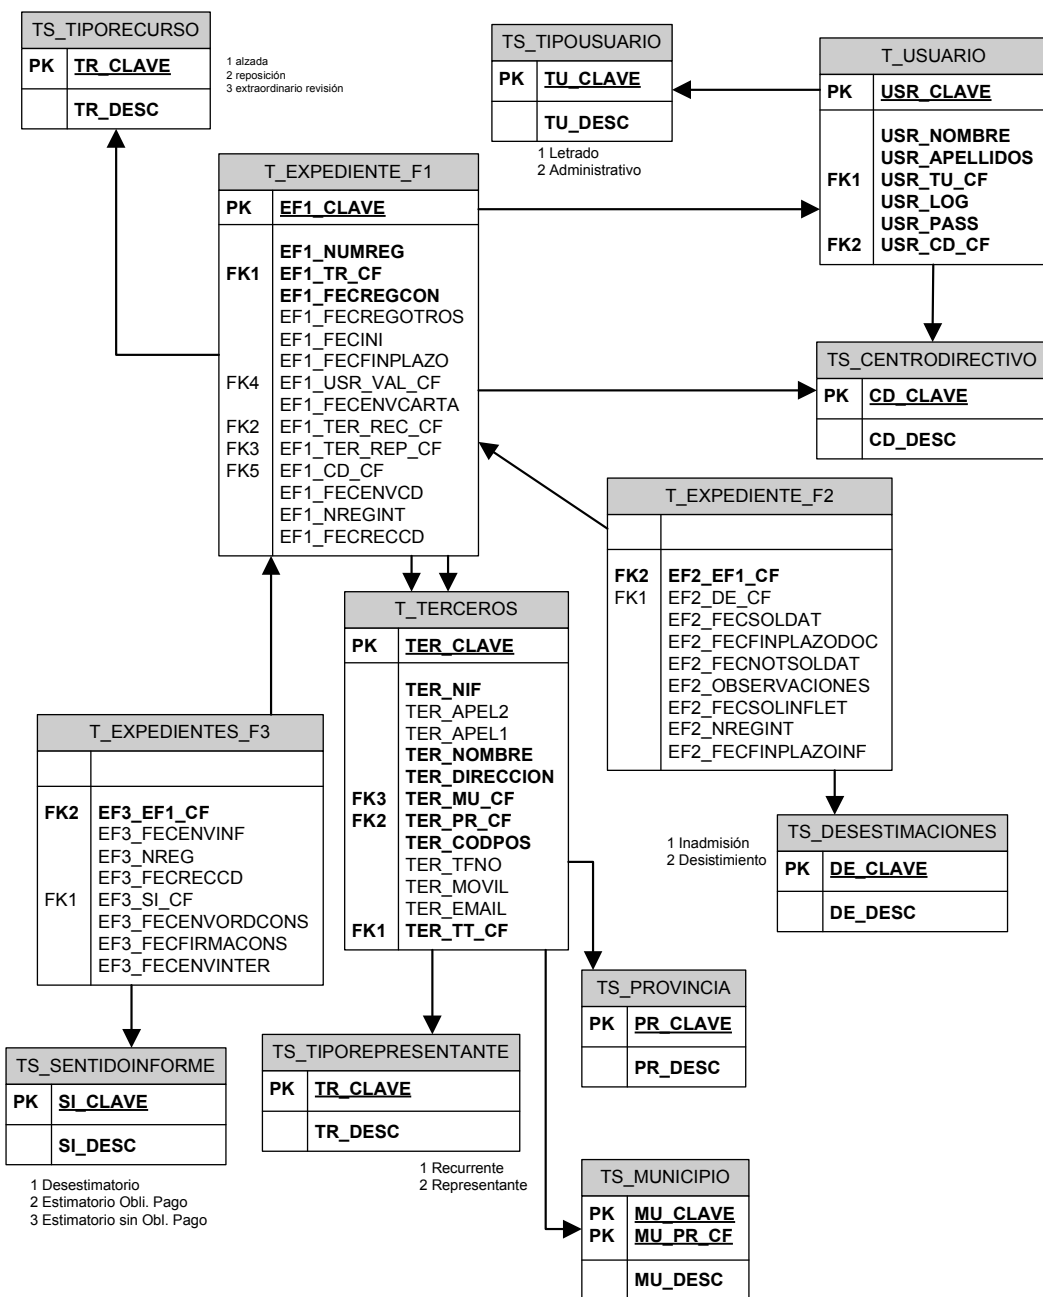 TS_TIPORECURSO
PK TR_CLAVE
TR_DESC
1 alzada
2 reposición
3 extraordinario revisión
TS_TIPOUSUARIO
PK TU_CLAVE
TU_DESC
1 Letrado
2 Administrativo
T_USUARIO
PK USR_CLAVE
USR_NOMBRE
USR_APELLIDOS
FK1 USR_TU_CF
USR_LOG
USR_PASS
FK2 USR_CD_CF
T_EXPEDIENTE_F1
PK EF1_CLAVE
EF1_NUMREG
FK1 EF1_TR_CF
EF1_FECREGCON
EF1_FECREGOTROS
EF1_FECINI
EF1_FECFINPLAZO
FK4 EF1_USR_VAL_CF
EF1_FECENVCARTA
FK2 EF1_TER_REC_CF
FK3 EF1_TER_REP_CF
FK5 EF1_CD_CF
EF1_FECENVCD
EF1_NREGINT
EF1_FECRECCD
TS_CENTRODIRECTIVO
PK CD_CLAVE
CD_DESC
T_EXPEDIENTE_F2
FK2 EF2_EF1_CF
FK1 EF2_DE_CF
EF2_FECSOLDAT
EF2_FECFINPLAZODOC
EF2_FECNOTSOLDAT
EF2_OBSERVACIONES
EF2_FECSOLINFLET
EF2_NREGINT
EF2_FECFINPLAZOINF
T_TERCEROS
PK TER_CLAVE
TER_NIF
TER_APEL2
TER_APEL1
TER_NOMBRE
TER_DIRECCION
FK3 TER_MU_CF
FK2 TER_PR_CF
TER_CODPOS
TER_TFNO
TER_MOVIL
TER_EMAIL
FK1 TER_TT_CF
T_EXPEDIENTES_F3
FK2 EF3_EF1_CF
EF3_FECENVINF
EF3_NREG
EF3_FECRECCD
FK1 EF3_SI_CF
EF3_FECENVORDCONS
EF3_FECFIRMACONS
EF3_FECENVINTER
1 Inadmisión
2 Desistimiento
TS_DESESTIMACIONES
PK DE_CLAVE
DE_DESC
TS_PROVINCIA
PK PR_CLAVE
PR_DESC
TS_SENTIDOINFORME
PK SI_CLAVE
SI_DESC
1 Desestimatorio
2 Estimatorio Obli. Pago
3 Estimatorio sin Obl. Pago
TS_TIPOREPRESENTANTE
PK TR_CLAVE
TR_DESC
1 Recurrente
2 Representante
TS_MUNICIPIO
PK MU_CLAVE
PK MU_PR_CF
MU_DESC